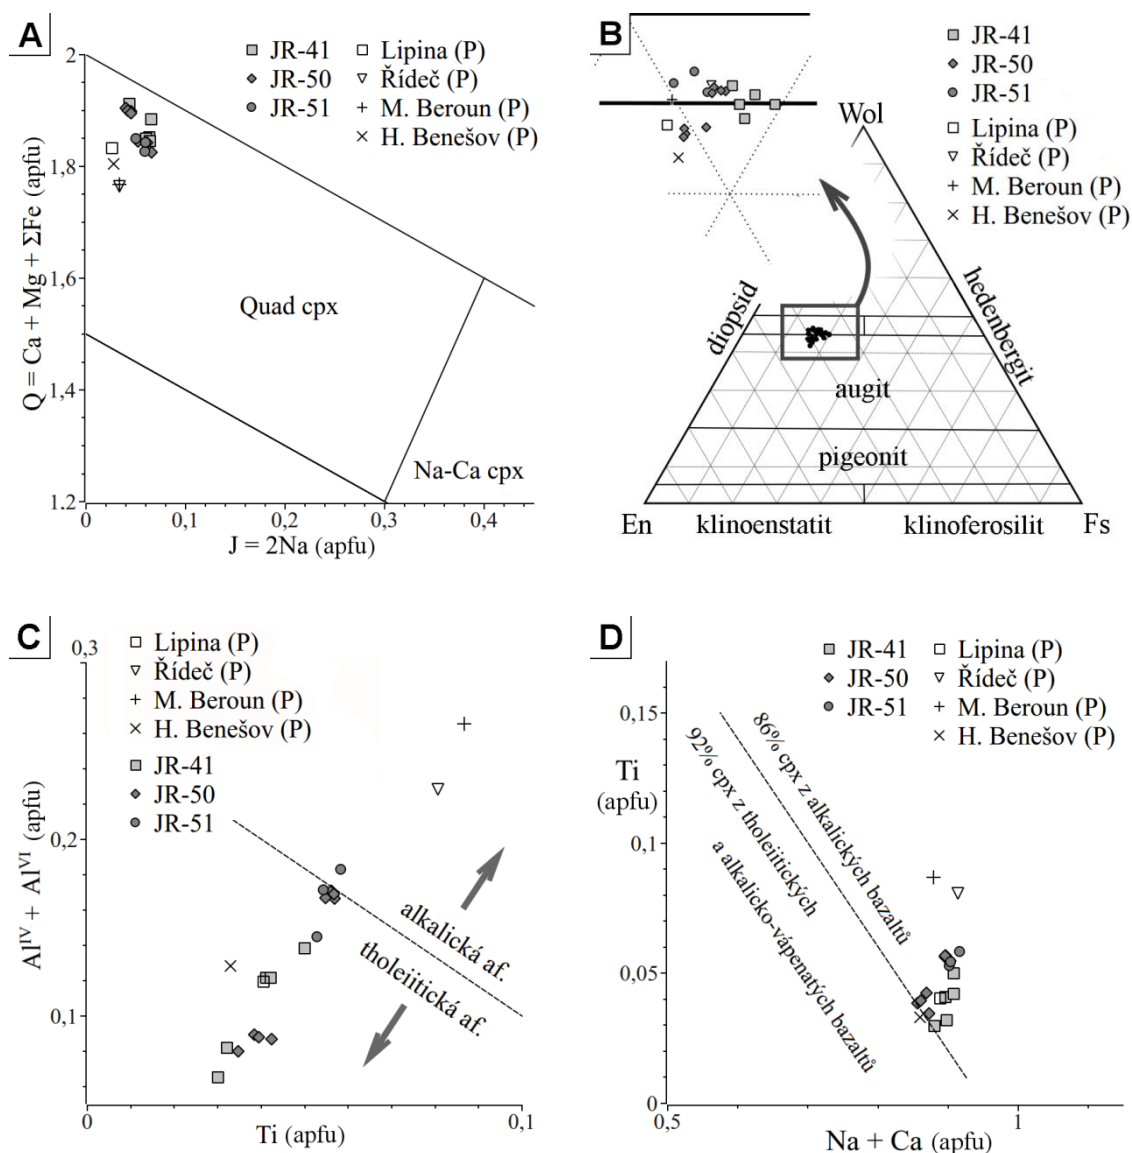 A
JR-41
JR-50
JR-51
Lipina (P)
Řídeč (P)
M. Beroun (P)
H. Benešov (P)
Q = Ca + Mg + ΣFe (apfu)
2
1,8
1,6
1,4
1,2
Quad cpx
Na-Ca cpx
0
0,1
0,2
0,3
0,4
J = 2Na (apfu)
B
JR-41
JR-50
JR-51
Lipina (P)
Řídeč (P)
M. Beroun (P)
H. Benešov (P)
Wol
diopsid
hedenbergit
augit
pigeonit
En
klinoenstatit
klinoferosilit
Fs
C
Lipina (P)
Řídeč (P)
M. Beroun (P)
H. Benešov (P)
JR-41
JR-50
JR-51
Al^IV + Al^VI (apfu)
0,3
0,2
0,1
alkalická af.
tholeiitická af.
0
0,1
Ti (apfu)
D
JR-41
JR-50
JR-51
Lipina (P)
Řídeč (P)
M. Beroun (P)
H. Benešov (P)
Ti
(apfu)
0,15
0,1
0,05
0
86% cpx z alkalických bazaltů
92% cpx z tholeiitických
a alkalicko-vápenatých bazaltů
0,5
1
Na + Ca (apfu)